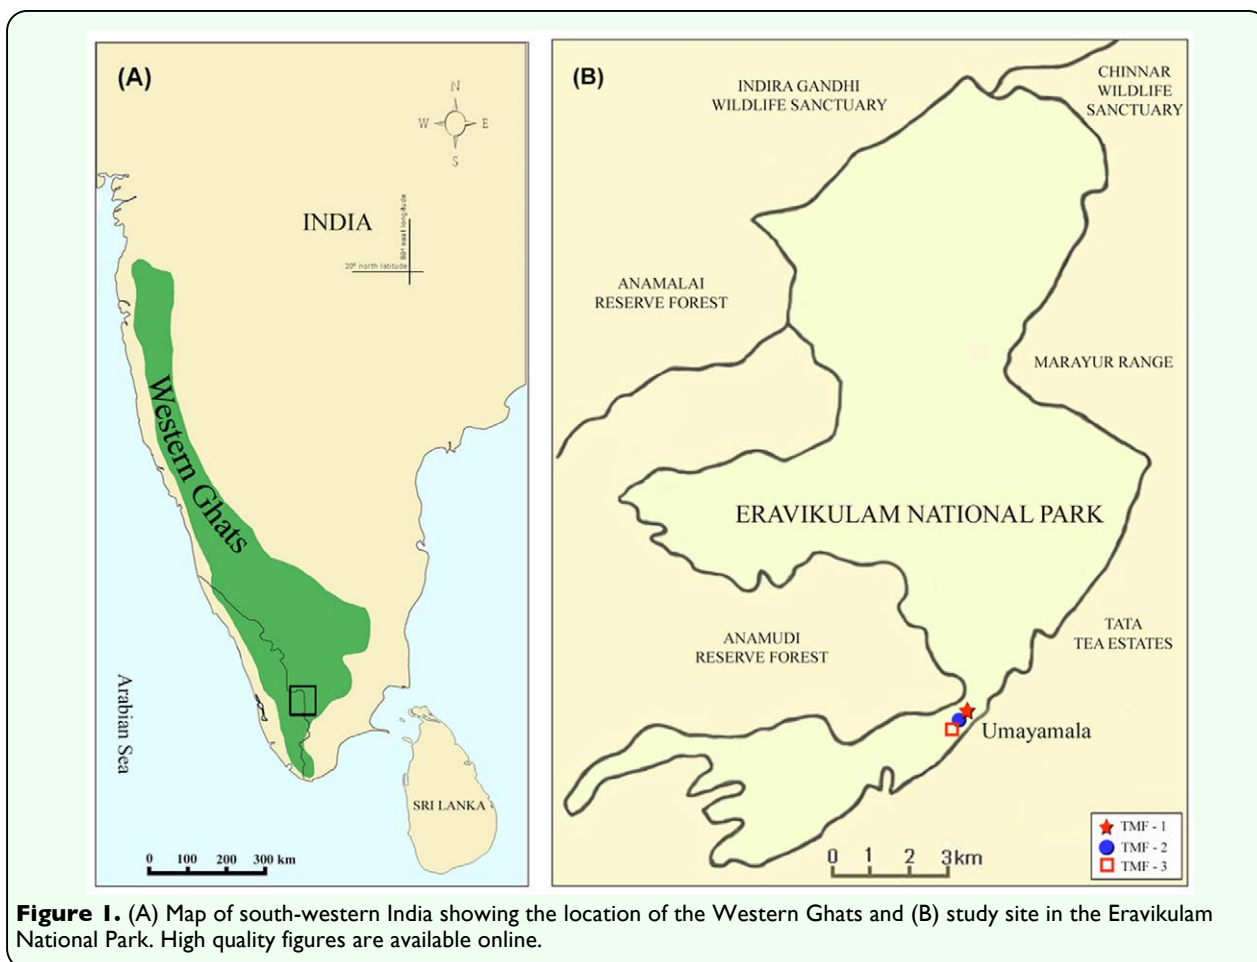 (A)
N
W E
S
INDIA
80° east longitude
20° north latitude
Western Ghats
Arabian Sea
SRI LANKA
0 100 200 300 km
(B)
INDIRA GANDHI
WILDLIFE SANCTUARY
CHINNAR
WILDLIFE
SANCTUARY
ANAMALAI
RESERVE FOREST
MARAYUR RANGE
ERAVIKULAM NATIONAL PARK
ANAMUDI
RESERVE FOREST
TATA
TEA ESTATES
Umayamala
TMF - 1
TMF - 2
TMF - 3
0 1 2 3km
Figure 1. (A) Map of south-western India showing the location of the Western Ghats and (B) study site in the Eravikulam
National Park. High quality figures are available online.